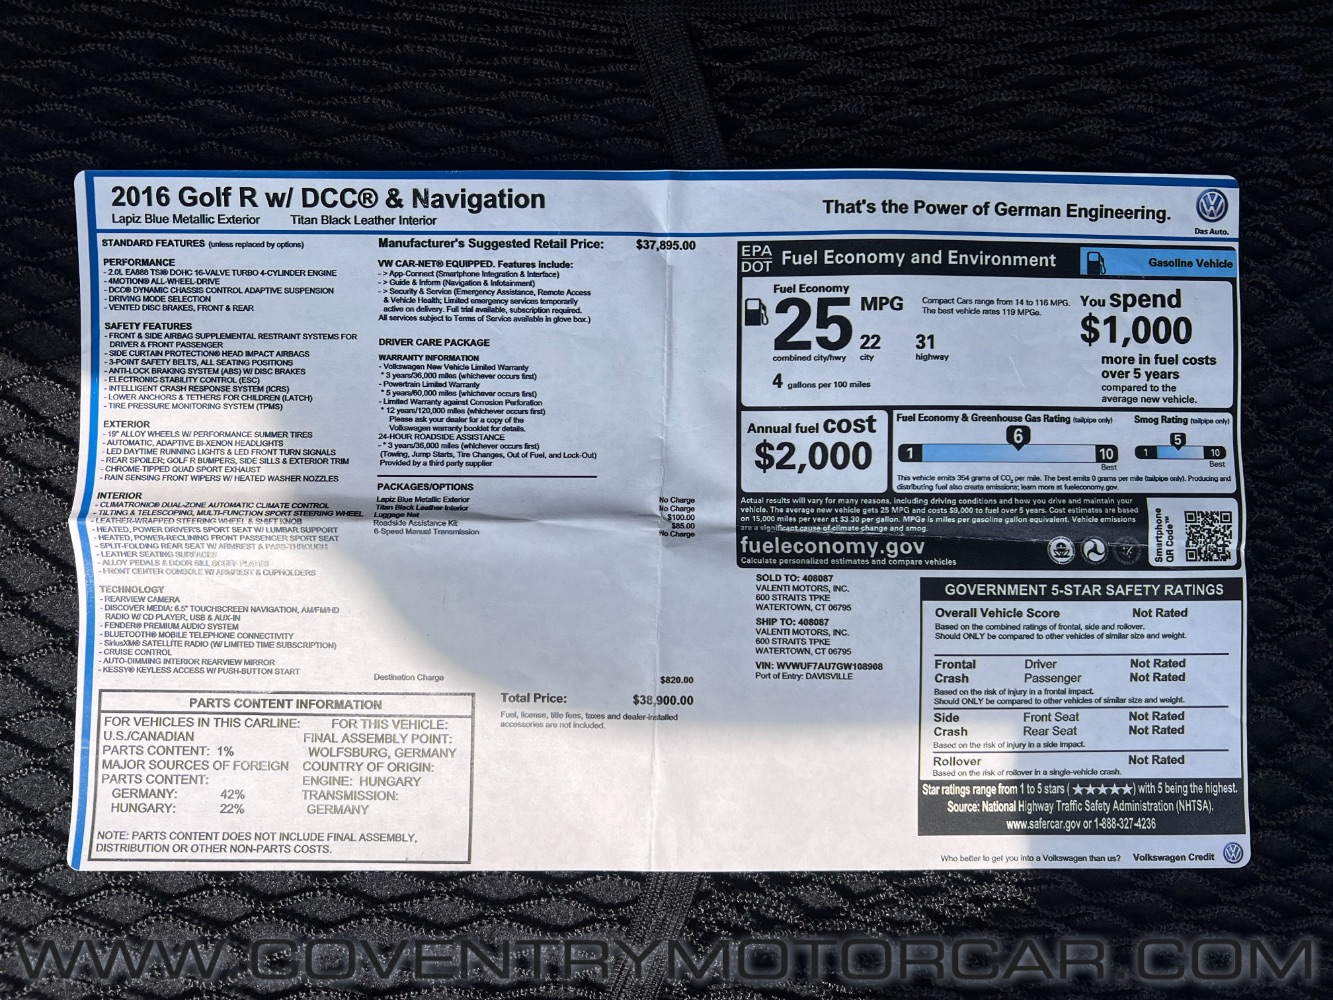 2016 Golf R w/ DCC® & Navigation
Lapiz Blue Metallic Exterior Titan Black Leather Interior
That's the Power of German Engineering.
Das Auto.
STANDARD FEATURES (unless replaced by options)
PERFORMANCE
- 2.0L EA888 TSI® DOHC 16-VALVE TURBO 4-CYLINDER ENGINE
- 4MOTION® ALL-WHEEL-DRIVE
- DCC® DYNAMIC CHASSIS CONTROL ADAPTIVE SUSPENSION
- DRIVING MODE SELECTION
- VENTED DISC BRAKES, FRONT & REAR
SAFETY FEATURES
- FRONT & SIDE AIRBAG SUPPLEMENTAL RESTRAINT SYSTEMS FOR
DRIVER & FRONT PASSENGER
- SIDE CURTAIN PROTECTION® HEAD IMPACT AIRBAGS
- 3-POINT SAFETY BELTS, ALL SEATING POSITIONS
- ANTI-LOCK BRAKING SYSTEM (ABS) W/ DISC BRAKES
- ELECTRONIC STABILITY CONTROL (ESC)
- INTELLIGENT CRASH RESPONSE SYSTEM (ICRS)
- LOWER ANCHORS & TETHERS FOR CHILDREN (LATCH)
- TIRE PRESSURE MONITORING SYSTEM (TPMS)
EXTERIOR
- 19" ALLOY WHEELS W/ PERFORMANCE SUMMER TIRES
- AUTOMATIC, ADAPTIVE BI-XENON HEADLIGHTS
- LED DAYTIME RUNNING LIGHTS & LED FRONT TURN SIGNALS
- REAR SPOILER; GOLF R BUMPERS, SIDE SILLS & EXTERIOR TRIM
- CHROME-TIPPED QUAD SPORT EXHAUST
- RAIN SENSING FRONT WIPERS W/ HEATED WASHER NOZZLES
INTERIOR
- CLIMATRONIC® DUAL-ZONE AUTOMATIC CLIMATE CONTROL
- TILTING & TELESCOPING, MULTI-FUNCTION SPORT STEERING WHEEL
- LEATHER-WRAPPED STEERING WHEEL & SHIFT KNOB
- HEATED, POWER DRIVER'S SPORT SEAT W/ LUMBAR SUPPORT
- HEATED, POWER-RECLINING FRONT PASSENGER SPORT SEAT
- SPLIT-FOLDING REAR SEAT W/ ARMREST & PASS-THROUGH
- LEATHER SEATING SURFACES
- ALLOY PEDALS & DOOR SILL SCUFF PLATES
- FRONT CENTER CONSOLE W/ ARMREST & CUPHOLDERS
TECHNOLOGY
- REARVIEW CAMERA
- DISCOVER MEDIA: 6.5" TOUCHSCREEN NAVIGATION, AM/FM/HD
RADIO W/ CD PLAYER, USB & AUX-IN
- FENDER® PREMIUM AUDIO SYSTEM
- BLUETOOTH® MOBILE TELEPHONE CONNECTIVITY
- SiriusXM® SATELLITE RADIO (W/ LIMITED TIME SUBSCRIPTION)
- CRUISE CONTROL
- AUTO-DIMMING INTERIOR REARVIEW MIRROR
- KESSY® KEYLESS ACCESS W/ PUSH-BUTTON START
PARTS CONTENT INFORMATION
FOR VEHICLES IN THIS CARLINE:
U.S./CANADIAN
PARTS CONTENT: 1%
MAJOR SOURCES OF FOREIGN
PARTS CONTENT:
GERMANY: 42%
HUNGARY: 22%
FOR THIS VEHICLE:
FINAL ASSEMBLY POINT:
WOLFSBURG, GERMANY
COUNTRY OF ORIGIN:
ENGINE: HUNGARY
TRANSMISSION:
GERMANY
NOTE: PARTS CONTENT DOES NOT INCLUDE FINAL ASSEMBLY,
DISTRIBUTION OR OTHER NON-PARTS COSTS.
Manufacturer's Suggested Retail Price: $37,895.00
VW CAR-NET® EQUIPPED. Features include:
- > App-Connect (Smartphone Integration & Interface)
- > Guide & Inform (Navigation & Infotainment)
- > Security & Service (Emergency Assistance, Remote Access
& Vehicle Health; Limited emergency services temporarily
active on delivery. Full trial available, subscription required.
All services subject to Terms of Service available in glove box.)
DRIVER CARE PACKAGE
WARRANTY INFORMATION
- Volkswagen New Vehicle Limited Warranty
* 3 years/36,000 miles (whichever occurs first)
- Powertrain Limited Warranty
* 5 years/60,000 miles (whichever occurs first)
- Limited Warranty against Corrosion Perforation
* 12 years/120,000 miles (whichever occurs first)
Please ask your dealer for a copy of the
Volkswagen warranty booklet for details.
24-HOUR ROADSIDE ASSISTANCE
- * 3 years/36,000 miles (whichever occurs first)
(Towing, Jump Starts, Tire Changes, Out of Fuel, and Lock-Out)
Provided by a third party supplier
PACKAGES/OPTIONS
Lapiz Blue Metallic Exterior No Charge
Titan Black Leather Interior No Charge
Luggage Net $100.00
Roadside Assistance Kit $85.00
6-Speed Manual Transmission No Charge
Destination Charge $820.00
Total Price: $38,900.00
Fuel, license, title fees, taxes and dealer-installed
accessories are not included.
EPA
DOT Fuel Economy and Environment
Gasoline Vehicle
Fuel Economy
25 MPG
combined city/hwy
22
city
31
highway
4 gallons per 100 miles
Compact Cars range from 14 to 116 MPG.
The best vehicle rates 119 MPGe.
You spend
$1,000
more in fuel costs
over 5 years
compared to the
average new vehicle.
Annual fuel cost
$2,000
Fuel Economy & Greenhouse Gas Rating (tailpipe only)
1 6 10
Best
Smog Rating (tailpipe only)
1 5 10
Best
This vehicle emits 354 grams of CO2 per mile. The best emits 0 grams per mile (tailpipe only). Producing and
distributing fuel also create emissions; learn more at fueleconomy.gov.
Actual results will vary for many reasons, including driving conditions and how you drive and maintain your
vehicle. The average new vehicle gets 25 MPG and costs $9,000 to fuel over 5 years. Cost estimates are based
on 15,000 miles per year at $3.30 per gallon. MPGe is miles per gasoline gallon equivalent. Vehicle emissions
are a significant cause of climate change and smog.
fueleconomy.gov
Calculate personalized estimates and compare vehicles
Smartphone
QR Code™
SOLD TO: 408087
VALENTI MOTORS, INC.
600 STRAITS TPKE
WATERTOWN, CT 06795
SHIP TO: 408087
VALENTI MOTORS, INC.
600 STRAITS TPKE
WATERTOWN, CT 06795
VIN: WVWUF7AU7GW108908
Port of Entry: DAVISVILLE
GOVERNMENT 5-STAR SAFETY RATINGS
Overall Vehicle Score Not Rated
Based on the combined ratings of frontal, side and rollover.
Should ONLY be compared to other vehicles of similar size and weight.
Frontal Driver Not Rated
Crash Passenger Not Rated
Based on the risk of injury in a frontal impact.
Should ONLY be compared to other vehicles of similar size and weight.
Side Front Seat Not Rated
Crash Rear Seat Not Rated
Based on the risk of injury in a side impact.
Rollover Not Rated
Based on the risk of rollover in a single-vehicle crash.
Star ratings range from 1 to 5 stars (★★★★★) with 5 being the highest.
Source: National Highway Traffic Safety Administration (NHTSA).
www.safercar.gov or 1-888-327-4236
Who better to get you into a Volkswagen than us? Volkswagen Credit
WWW.COVENTRYMOTORCAR.COM